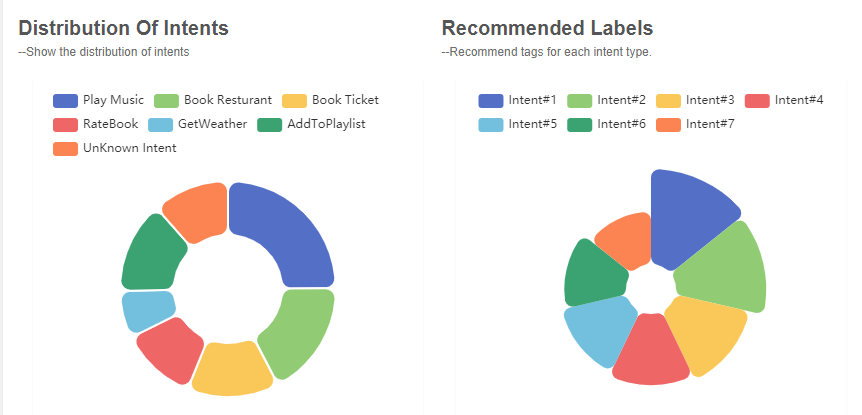 Distribution Of Intents
--Show the distribution of intents
Play Music Book Resturant Book Ticket
RateBook GetWeather AddToPlaylist
UnKnown Intent
Recommended Labels
--Recommend tags for each intent type.
Intent#1 Intent#2 Intent#3 Intent#4
Intent#5 Intent#6 Intent#7